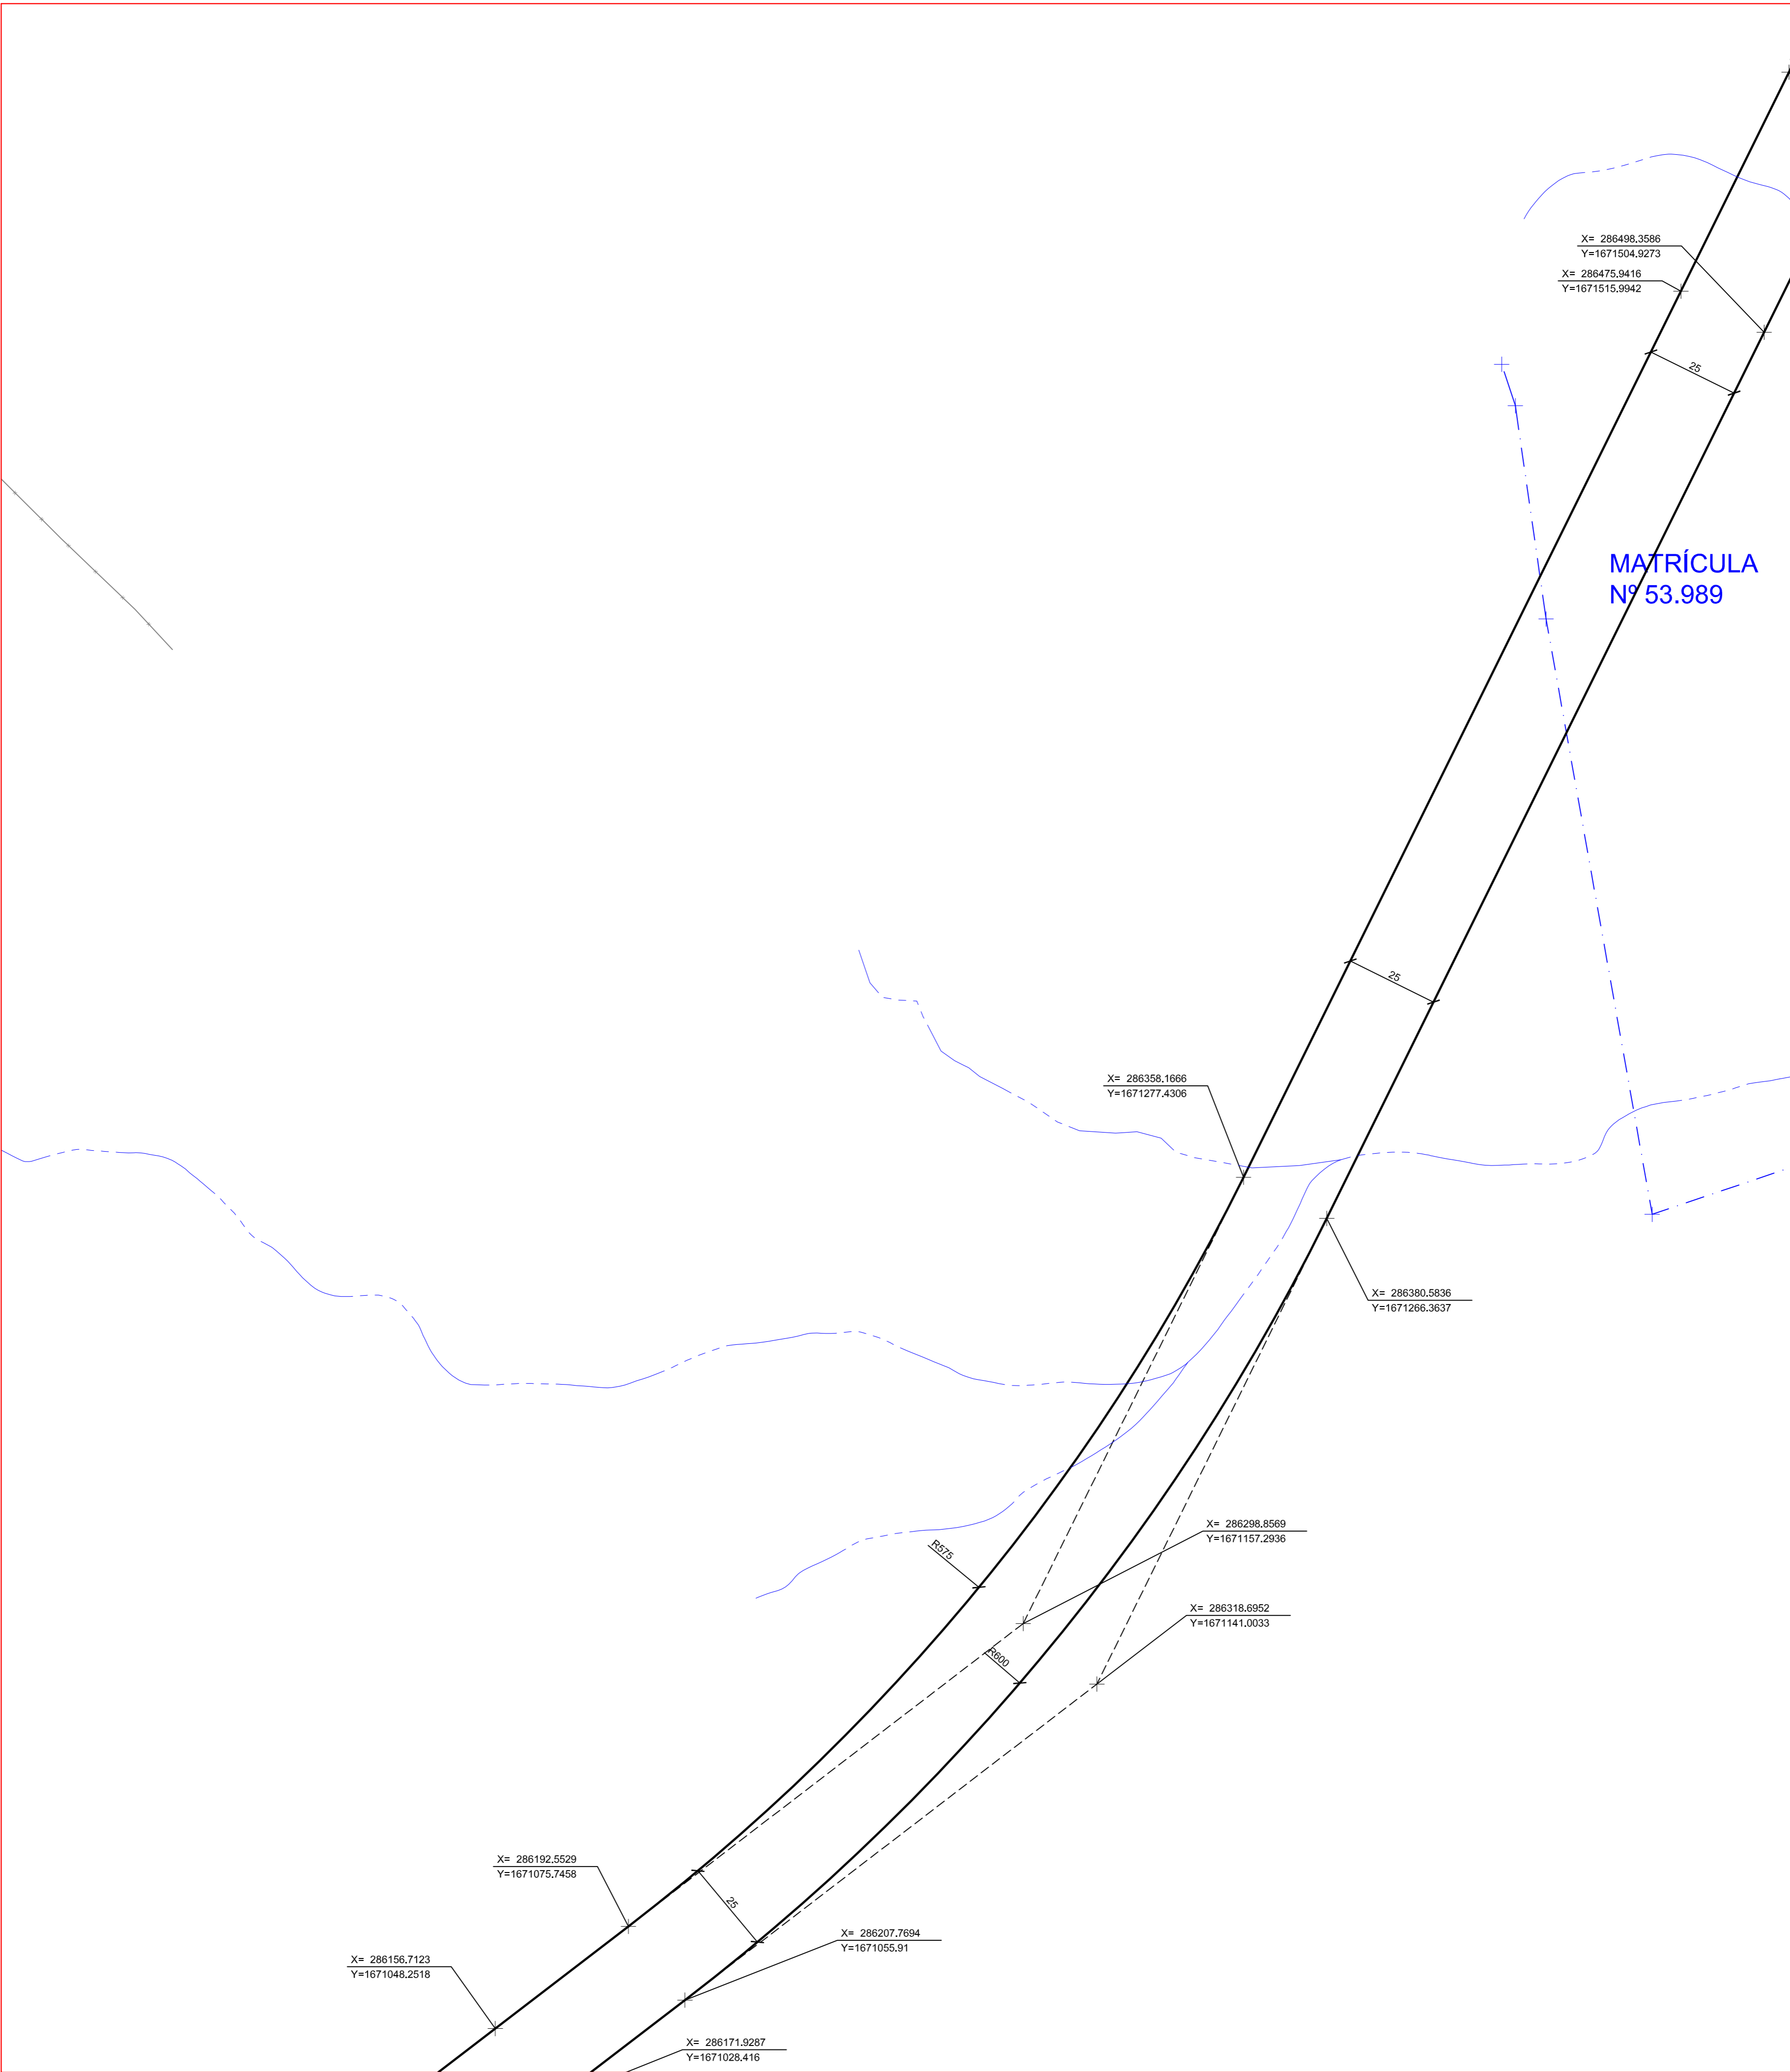 X= 286498.3586
Y=1671504.9273
X= 286475.9416
Y=1671515.9942
25
MATRÍCULA
Nº 53.989
25
X= 286358.1666
Y=1671277.4306
X= 286380.5836
Y=1671266.3637
X= 286298.8569
Y=1671157.2936
R575
X= 286318.6952
Y=1671141.0033
R600
X= 286192.5529
Y=1671075.7458
25
X= 286207.7694
Y=1671055.91
X= 286156.7123
Y=1671048.2518
X= 286171.9287
Y=1671028.416